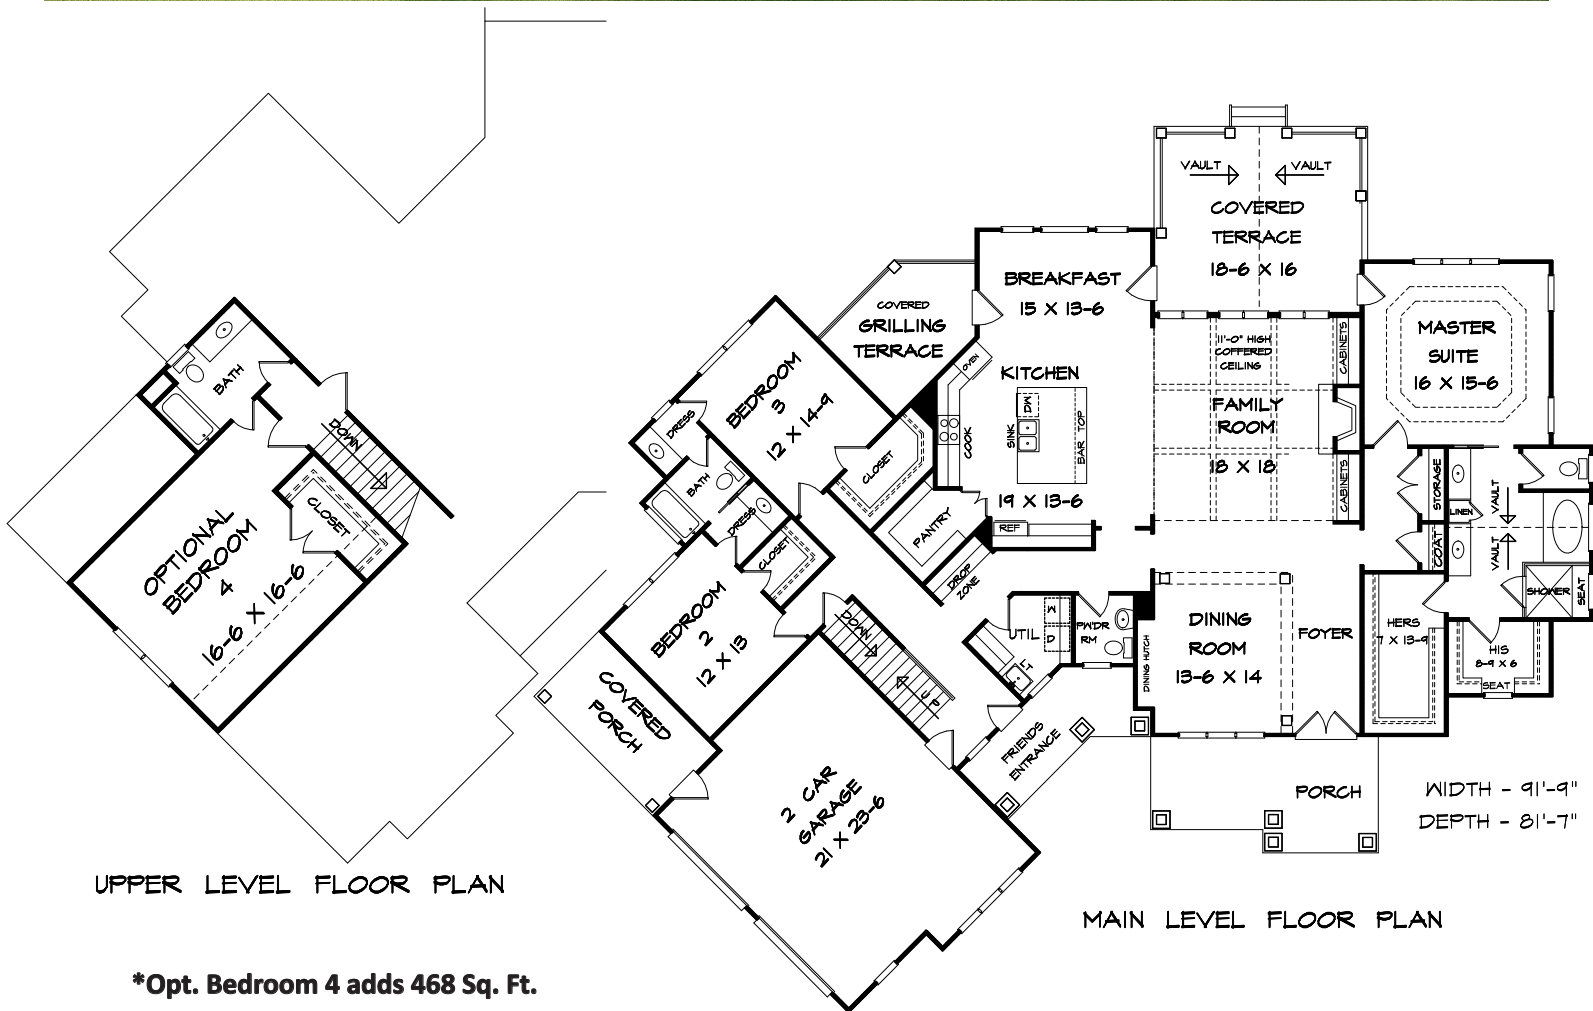 BATH
DOWN
CLOSET
OPTIONAL
BEDROOM
4
16-6 X 16-6
UPPER LEVEL FLOOR PLAN
*Opt. Bedroom 4 adds 468 Sq. Ft.
VAULT
VAULT
COVERED
TERRACE
18-6 X 16
BREAKFAST
15 X 13-6
COVERED
GRILLING
TERRACE
OVEN
KITCHEN
DW
SINK
BAR TOP
COOK
19 X 13-6
REF
PANTRY
DROP
ZONE
11'-0" HIGH
COFFERED
CEILING
CABINETS
FAMILY
ROOM
18 X 18
CABINETS
MASTER
SUITE
16 X 15-6
STORAGE
LINEN
VAULT
VAULT
COAT
SHOWER
SEAT
HERS
7 X 13-9
HIS
8-9 X 6
SEAT
BEDROOM
3
12 X 14-9
DRESS
CLOSET
BATH
DRESS
CLOSET
BEDROOM
2
12 X 13
DOWN
UP
UTIL
W
D
LT
PWDR
RM
DINING HUTCH
DINING
ROOM
13-6 X 14
FOYER
COVERED
PORCH
FRIENDS
ENTRANCE
2 CAR
GARAGE
21 X 23-6
PORCH
WIDTH - 91'-9"
DEPTH - 81'-7"
MAIN LEVEL FLOOR PLAN